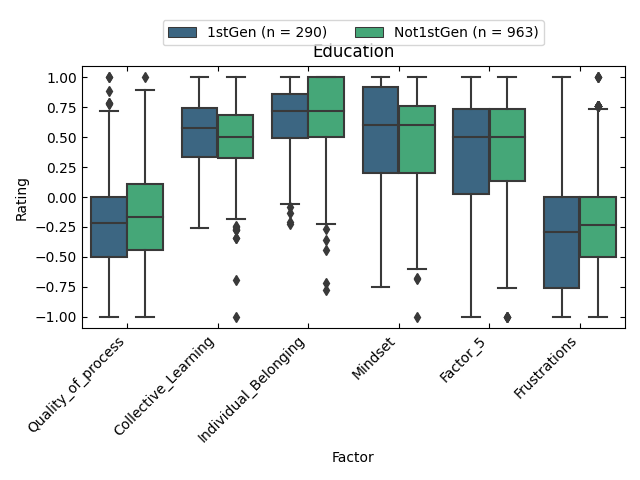 1stGen (n = 290) Not1stGen (n = 963)
Education
1.00
0.75
0.50
0.25
0.00
−0.25
−0.50
−0.75
−1.00
Rating
Quality_of_process
Collective_Learning
Individual_Belonging
Mindset
Factor_5
Frustrations
Factor